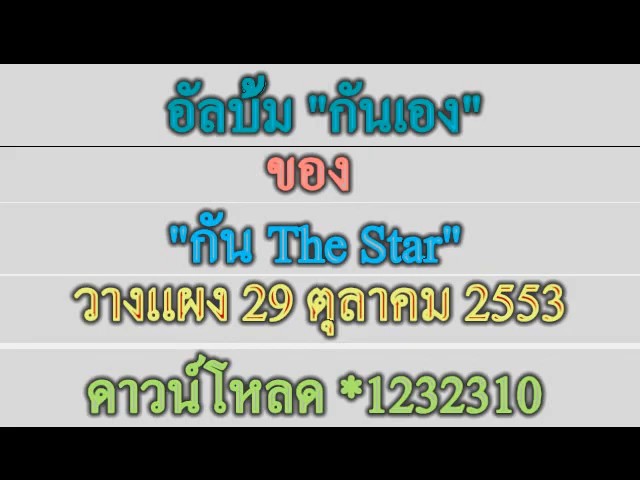 อัลบ้ม "กันเอง"
ของ
"กัน The Star"
วางแผง 29 ตุลาคม 2553
ดาวน์โหลด *1232310